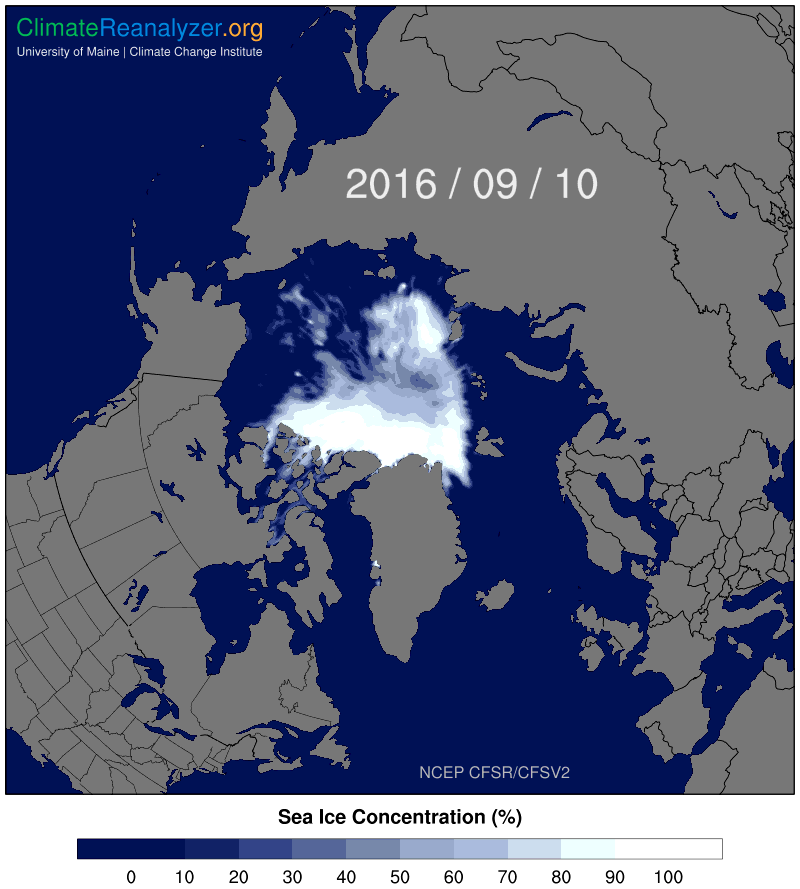 ClimateReanalyzer.org
University of Maine | Climate Change Institute
2016 / 09 / 10
NCEP CFSR/CFSV2
Sea Ice Concentration (%)
0 10 20 30 40 50 60 70 80 90 100